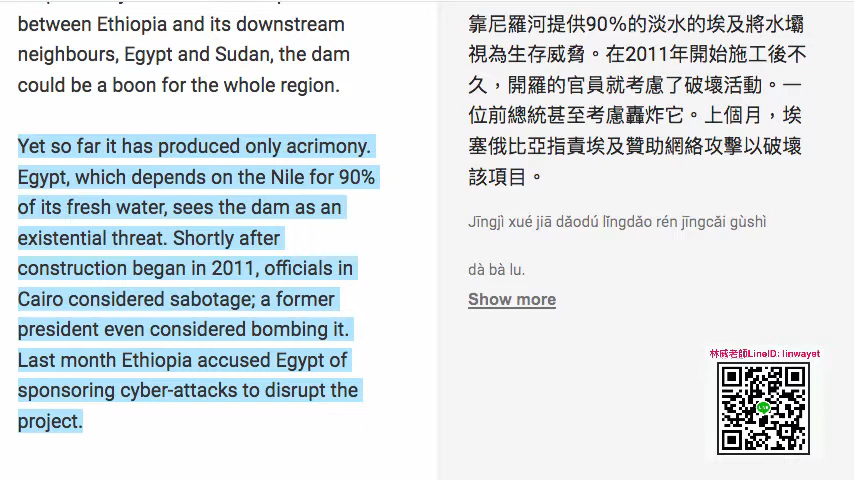 between Ethiopia and its downstream
neighbours, Egypt and Sudan, the dam
could be a boon for the whole region.
Yet so far it has produced only acrimony.
Egypt, which depends on the Nile for 90%
of its fresh water, sees the dam as an
existential threat. Shortly after
construction began in 2011, officials in
Cairo considered sabotage; a former
president even considered bombing it.
Last month Ethiopia accused Egypt of
sponsoring cyber-attacks to disrupt the
project.
靠尼羅河提供90%的淡水的埃及將水壩
視為生存威脅。在2011年開始施工後不
久，開羅的官員就考慮了破壞活動。一
位前總統甚至考慮轟炸它。上個月，埃
塞俄比亞指責埃及贊助網絡攻擊以破壞
該項目。
Jīngjì xué jiā dǎodú lǐngdǎo rén jīngcǎi gùshì
dà bà lu.
Show more
林威老師LineID: linwayet